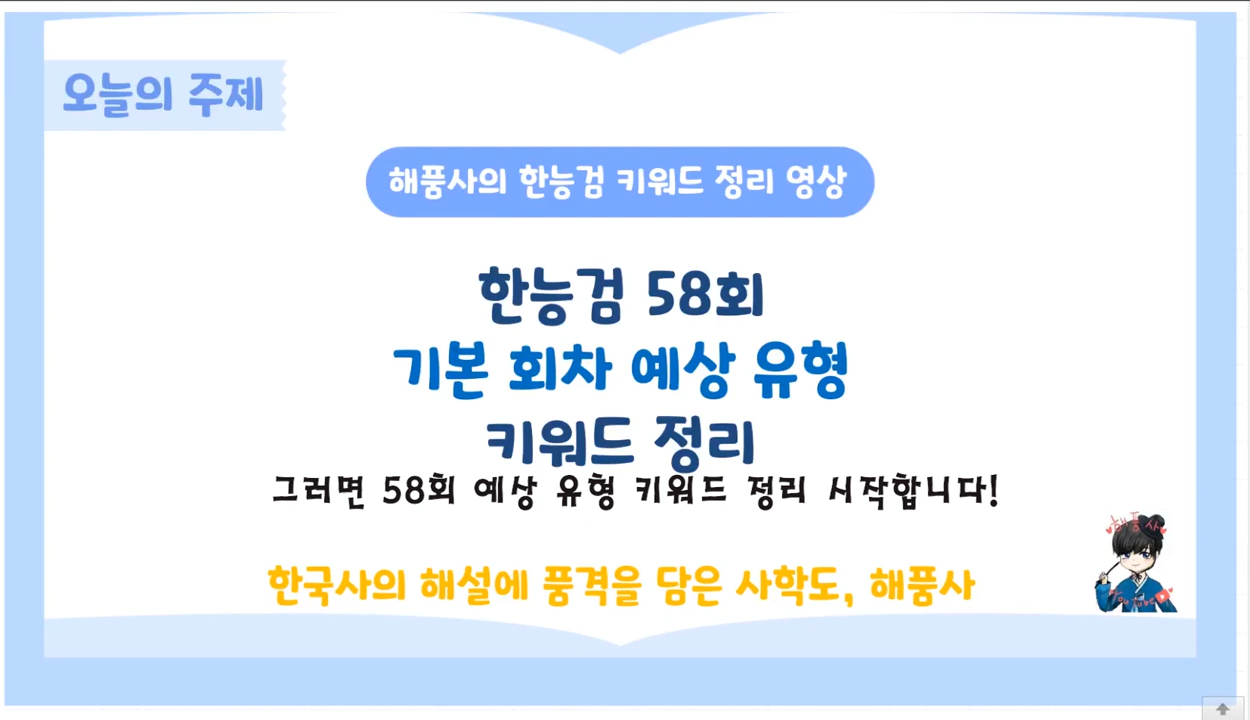 오늘의 주제
해품사의 한능검 키워드 정리 영상
한능검 58회
기본 회차 예상 유형
키워드 정리
그러면 58회 예상 유형 키워드 정리 시작합니다!
해품사
YouTube
한국사의 해설에 품격을 담은 사학도, 해품사